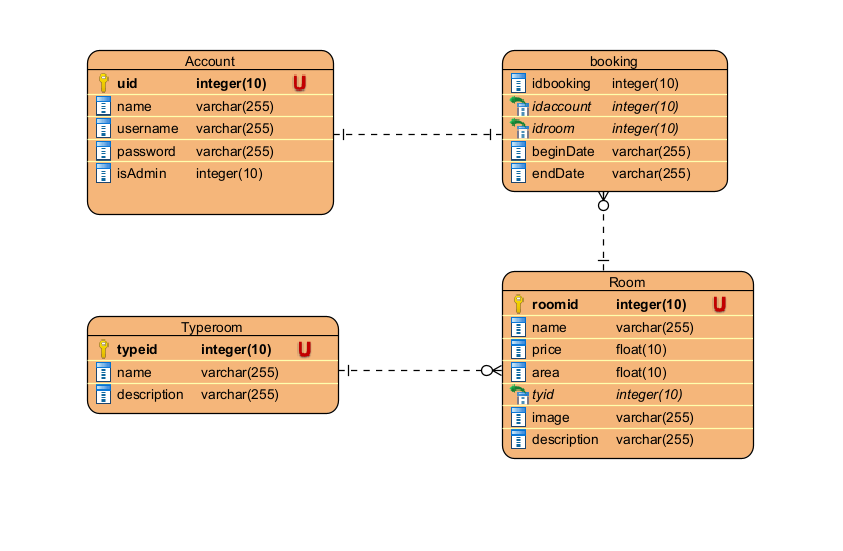 Account
uid integer(10) U
name varchar(255)
username varchar(255)
password varchar(255)
isAdmin integer(10)
booking
idbooking integer(10)
idaccount integer(10)
idroom integer(10)
beginDate varchar(255)
endDate varchar(255)
Typeroom
typeid integer(10) U
name varchar(255)
description varchar(255)
Room
roomid integer(10) U
name varchar(255)
price float(10)
area float(10)
tyid integer(10)
image varchar(255)
description varchar(255)